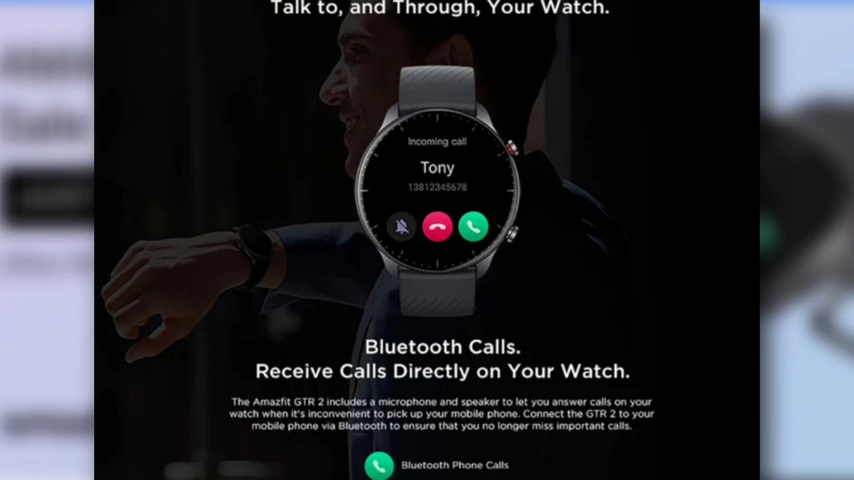 Talk to, and Through, Your Watch.
Incoming call
Tony
13812345678
Bluetooth Calls.
Receive Calls Directly on Your Watch.
The Amazfit GTR 2 includes a microphone and speaker to let you answer calls on your
watch when it's inconvenient to pick up your mobile phone. Connect the GTR 2 to your
mobile phone via Bluetooth to ensure that you no longer miss important calls.
Bluetooth Phone Calls